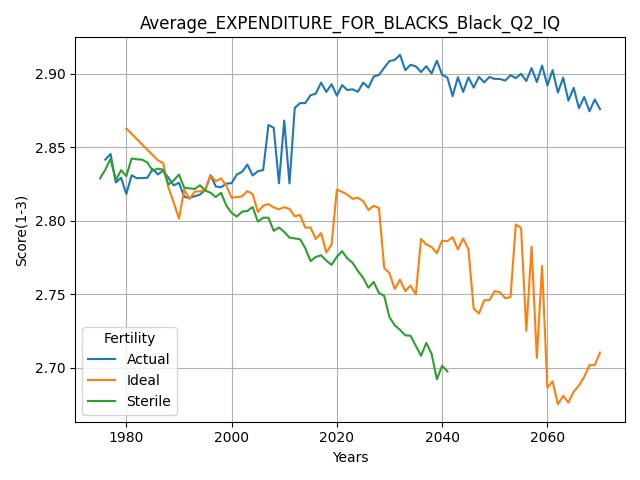 Average_EXPENDITURE_FOR_BLACKS_Black_Q2_IQ
Score(1-3)
2.90
2.85
2.80
2.75
2.70
Fertility
Actual
Ideal
Sterile
1980 2000 2020 2040 2060
Years